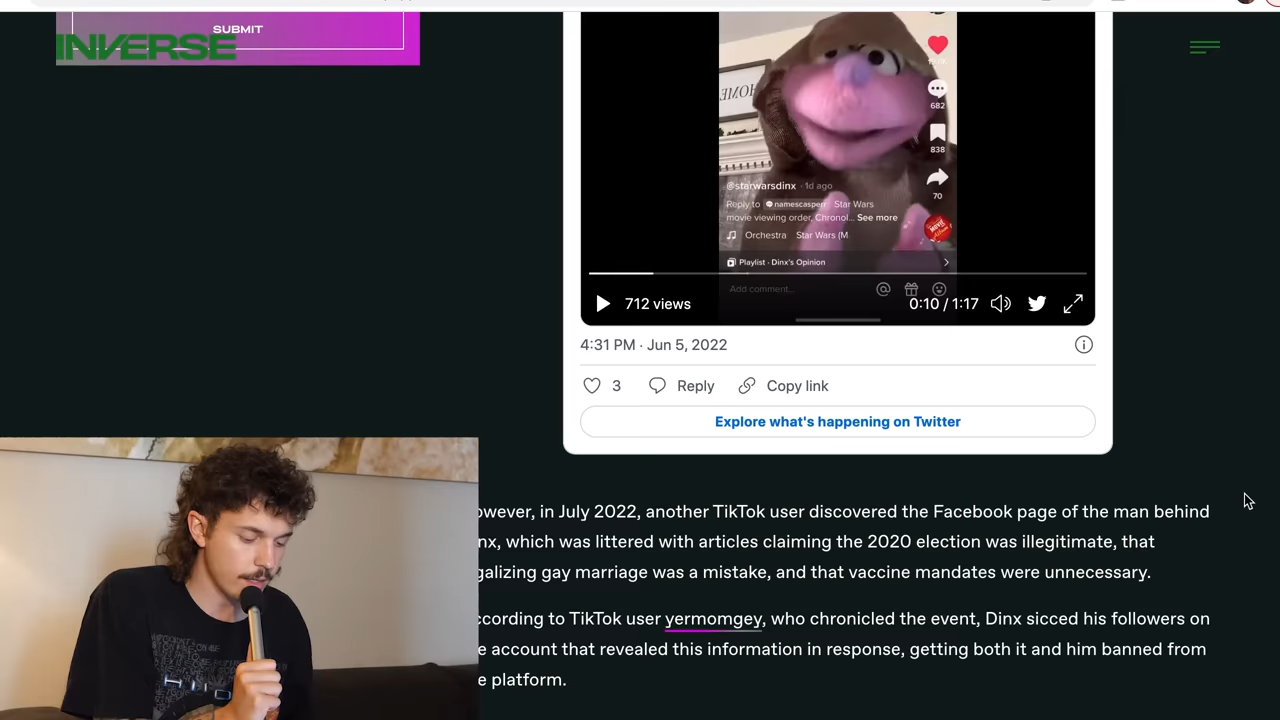 SUBMIT
INVERSE
HOME
682
838
@starwarsdinx · 1d ago
70
Reply to namescasperr Star Wars
movie viewing order, Chronol... See more
Orchestra Star Wars (M
Playlist · Dinx's Opinion
Add comment...
712 views
0:10 / 1:17
4:31 PM · Jun 5, 2022
3 Reply Copy link
Explore what's happening on Twitter
owever, in July 2022, another TikTok user discovered the Facebook page of the man behind
nx, which was littered with articles claiming the 2020 election was illegitimate, that
galizing gay marriage was a mistake, and that vaccine mandates were unnecessary.
ccording to TikTok user yermomgey, who chronicled the event, Dinx sicced his followers on
e account that revealed this information in response, getting both it and him banned from
e platform.